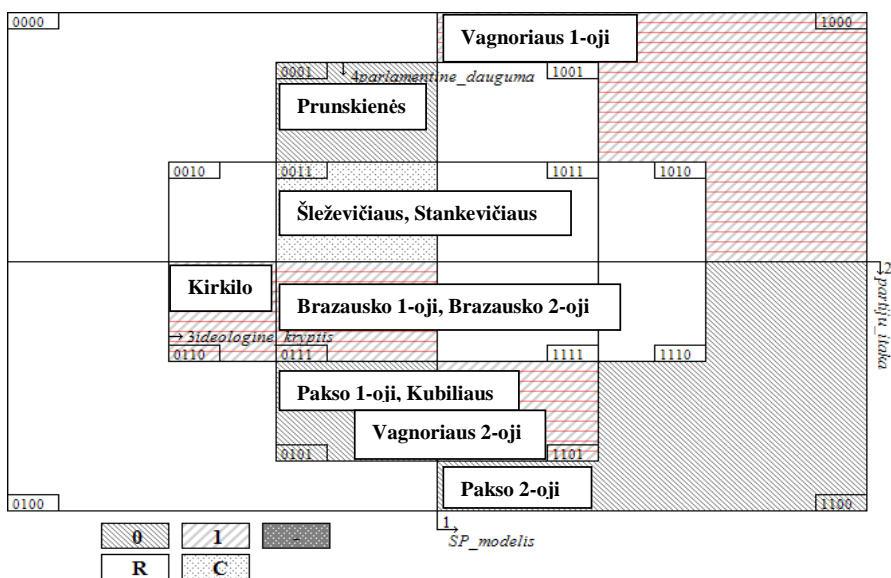 0000
Vagnoriaus 1-oji
1000
0001
4parlamentine_dauguma
1001
Prunskienės
0010
0011
1011
1010
Šleževičiaus, Stankevičiaus
Kirkilo
2
partiju_itaka
Brazausko 1-oji, Brazausko 2-oji
3ideologine_kryptis
0110
0111
1111
1110
Pakso 1-oji, Kubiliaus
Vagnoriaus 2-oji
0101
1101
Pakso 2-oji
0100
1100
1
SP_modelis
0
1
-
R
C